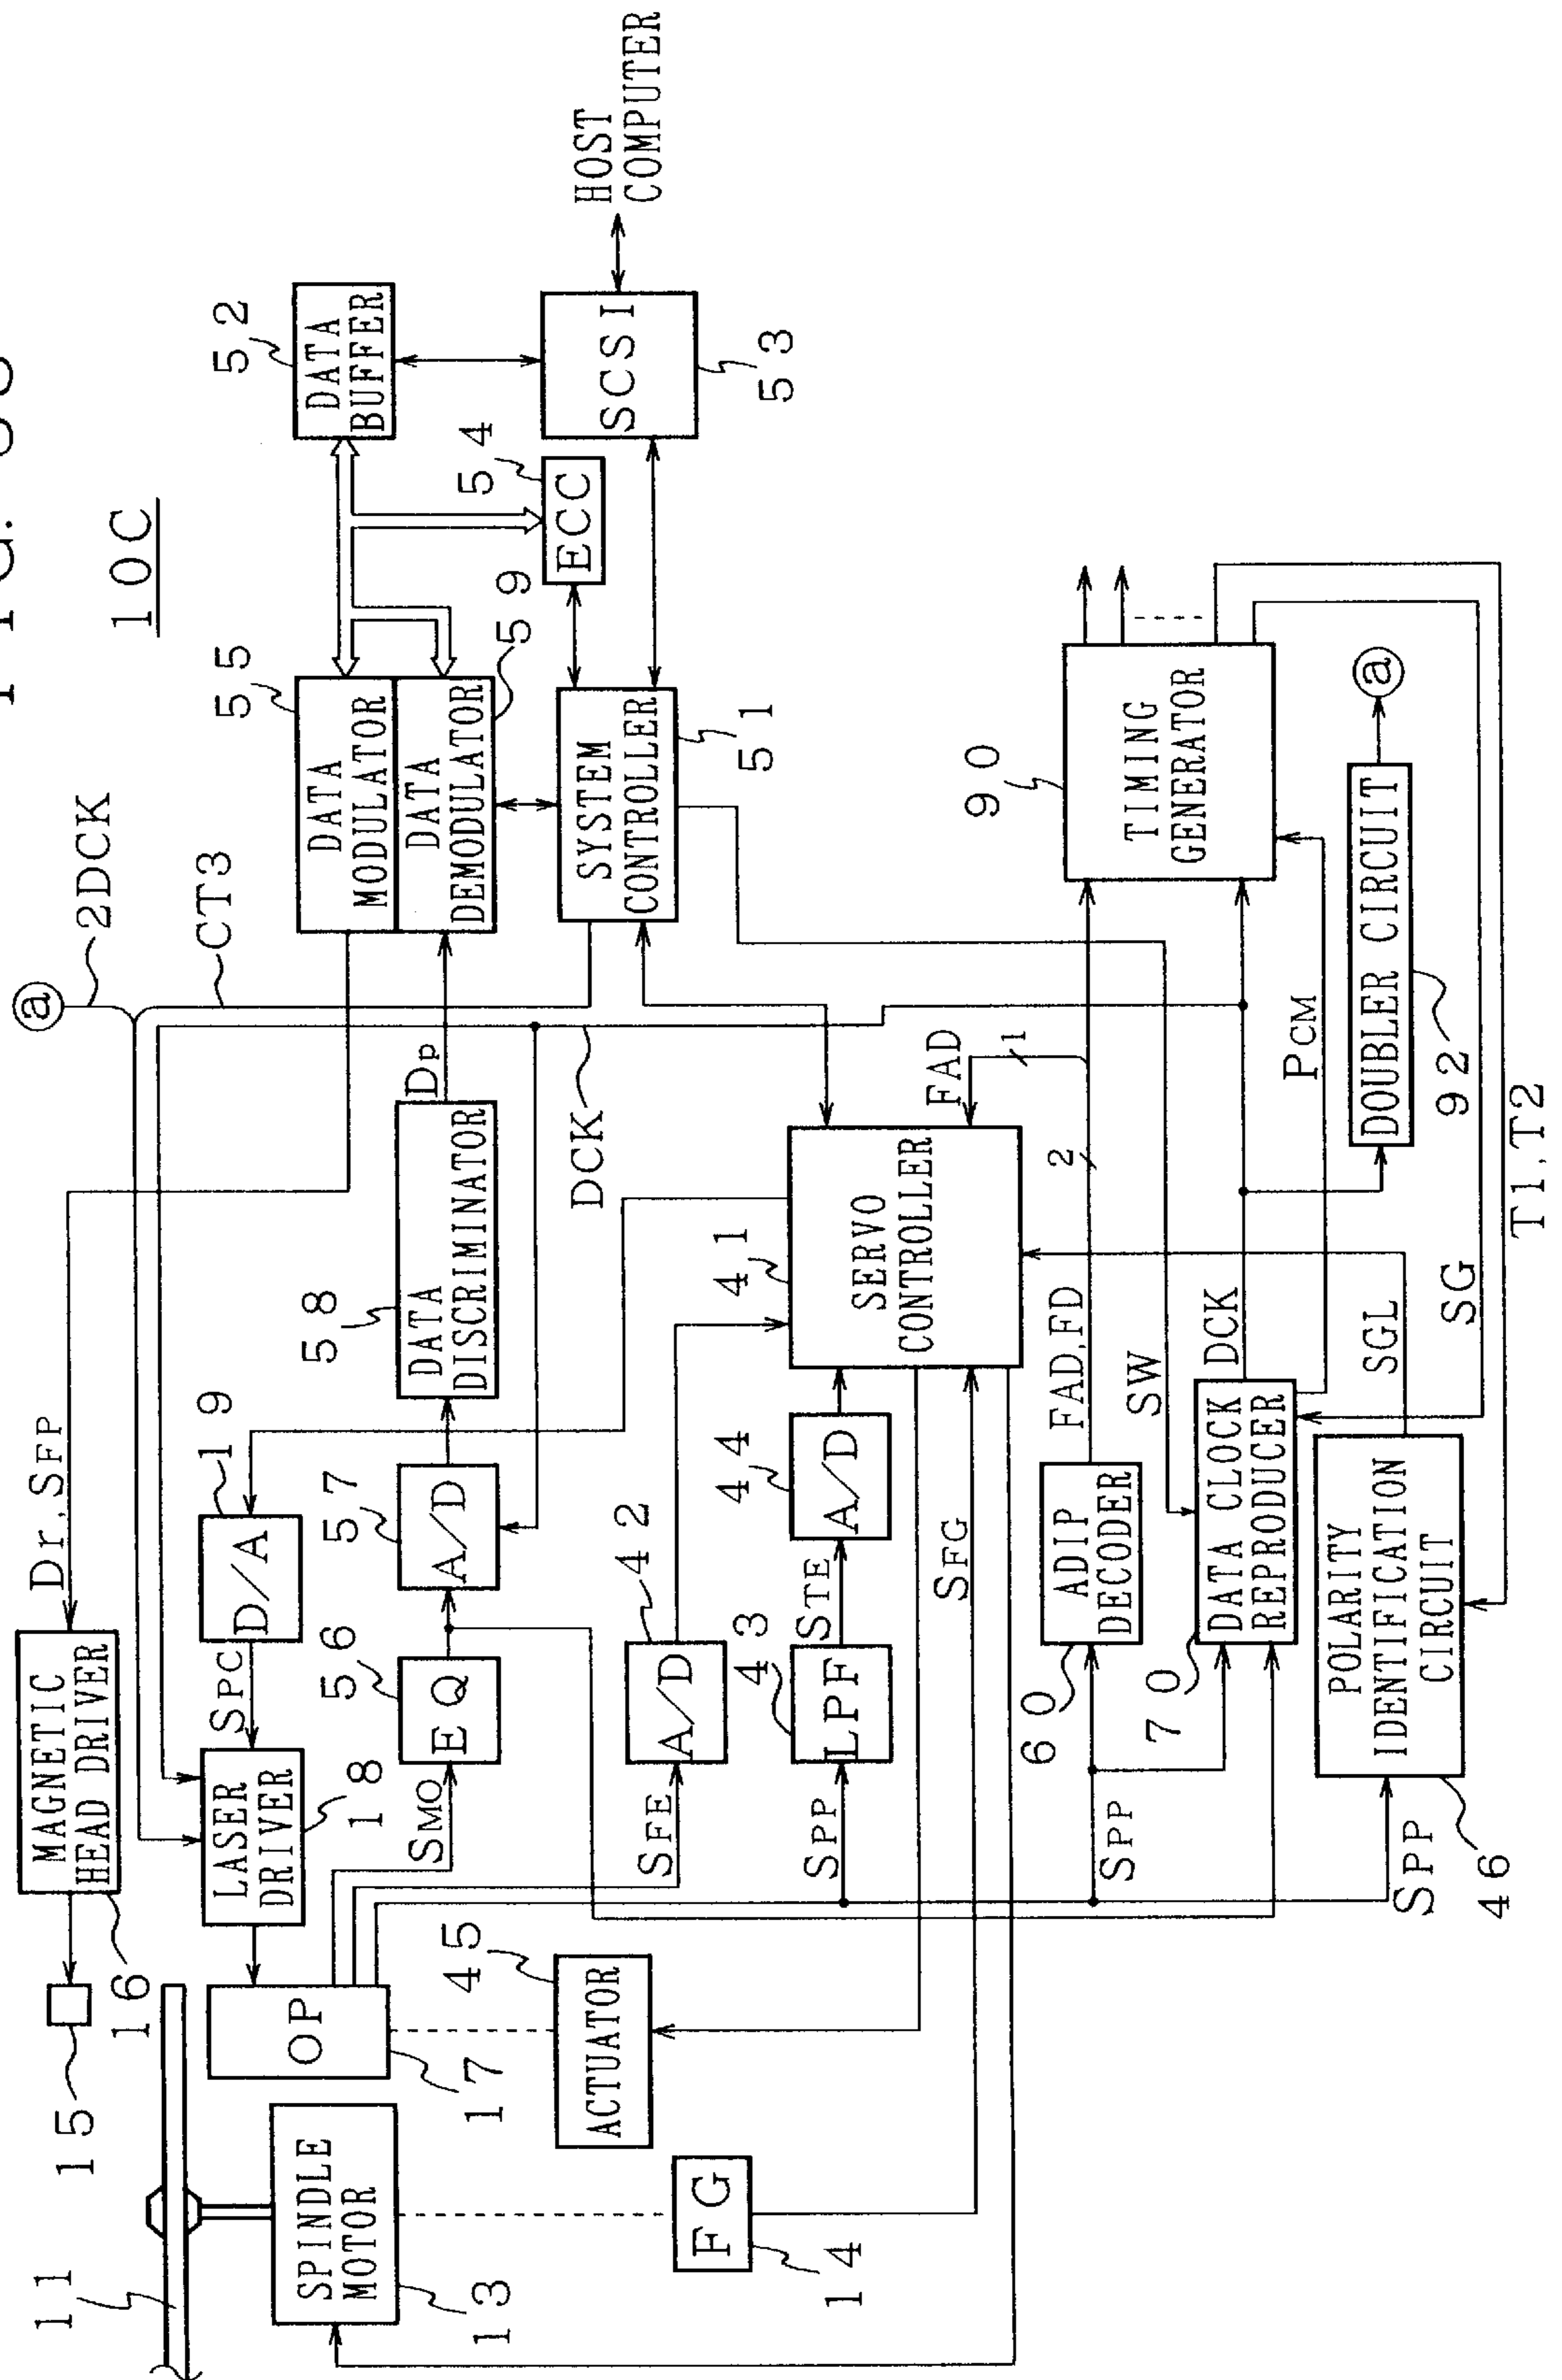 10C
11
15
16
MAGNETIC
HEAD DRIVER
Dr,SFP
a
2DCK
CT3
SPINDLE
MOTOR
13
OP
17
LASER
DRIVER
18
SPC
D/A
19
DATA
MODULATOR
55
DATA
BUFFER
52
SMO
EQ
56
A/D
57
DATA
DISCRIMINATOR
58
Dp
DATA
DEMODULATOR
59
ECC
54
ACTUATOR
45
SFE
A/D
42
DCK
SYSTEM
CONTROLLER
51
SCSI
53
HOST
COMPUTER
FG
14
SPP
LPF
43
STE
A/D
44
SERVO
CONTROLLER
41
SFG
FAD
1
SPP
ADIP
DECODER
60
FAD,FD
2
SW
TIMING
GENERATOR
90
DATA CLOCK
REPRODUCER
70
DCK
PCM
SPP
POLARITY
IDENTIFICATION
CIRCUIT
46
SGL
DOUBLER CIRCUIT
92
a
SG
T1,T2